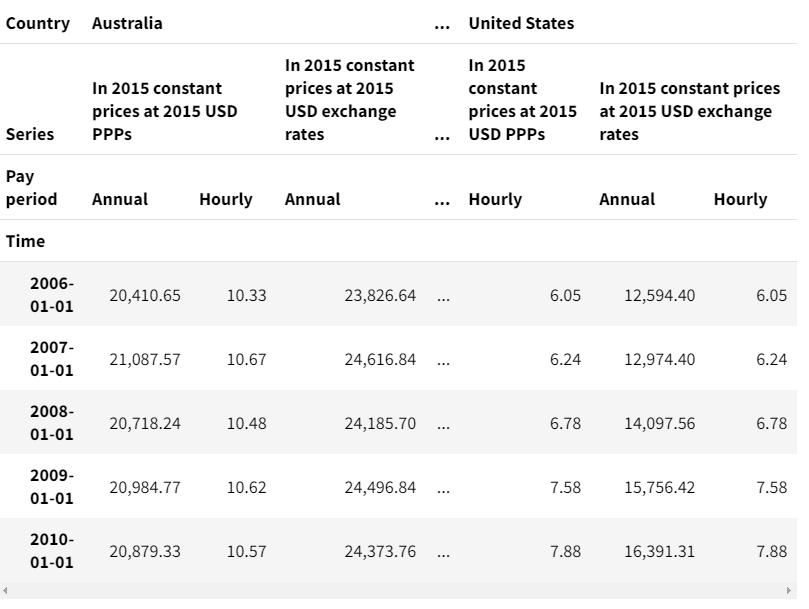 Country Australia ... United States
In 2015 constant prices at 2015 USD PPPs In 2015 constant prices at 2015 USD exchange rates In 2015 constant prices at 2015 USD PPPs In 2015 constant prices at 2015 USD exchange rates
Series ...
Pay period Annual Hourly Annual ... Hourly Annual Hourly
Time
2006-01-01 20,410.65 10.33 23,826.64 ... 6.05 12,594.40 6.05
2007-01-01 21,087.57 10.67 24,616.84 ... 6.24 12,974.40 6.24
2008-01-01 20,718.24 10.48 24,185.70 ... 6.78 14,097.56 6.78
2009-01-01 20,984.77 10.62 24,496.84 ... 7.58 15,756.42 7.58
2010-01-01 20,879.33 10.57 24,373.76 ... 7.88 16,391.31 7.88